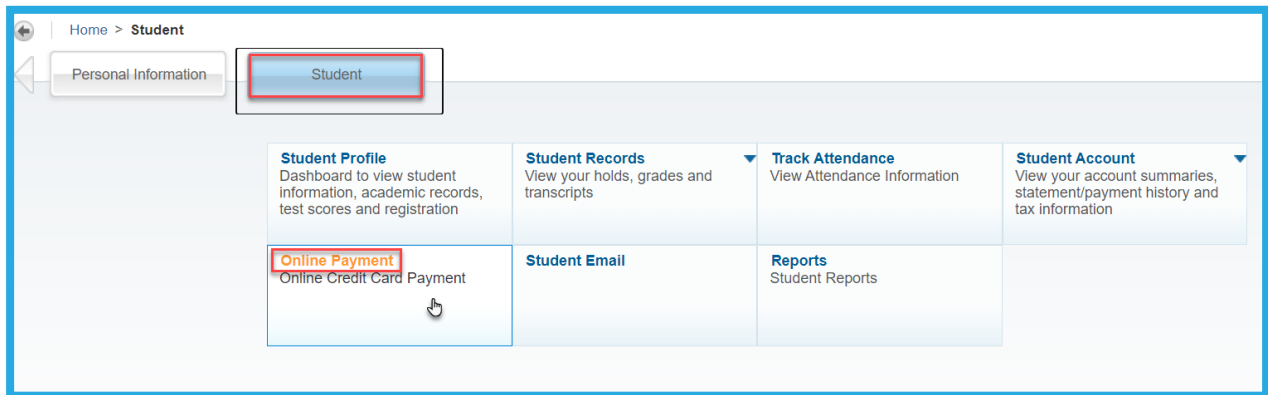 Home > Student
Personal Information
Student
Student Profile
Dashboard to view student
information, academic records,
test scores and registration
Student Records
View your holds, grades and
transcripts
Track Attendance
View Attendance Information
Student Account
View your account summaries,
statement/payment history and
tax information
Online Payment
Online Credit Card Payment
Student Email
Reports
Student Reports